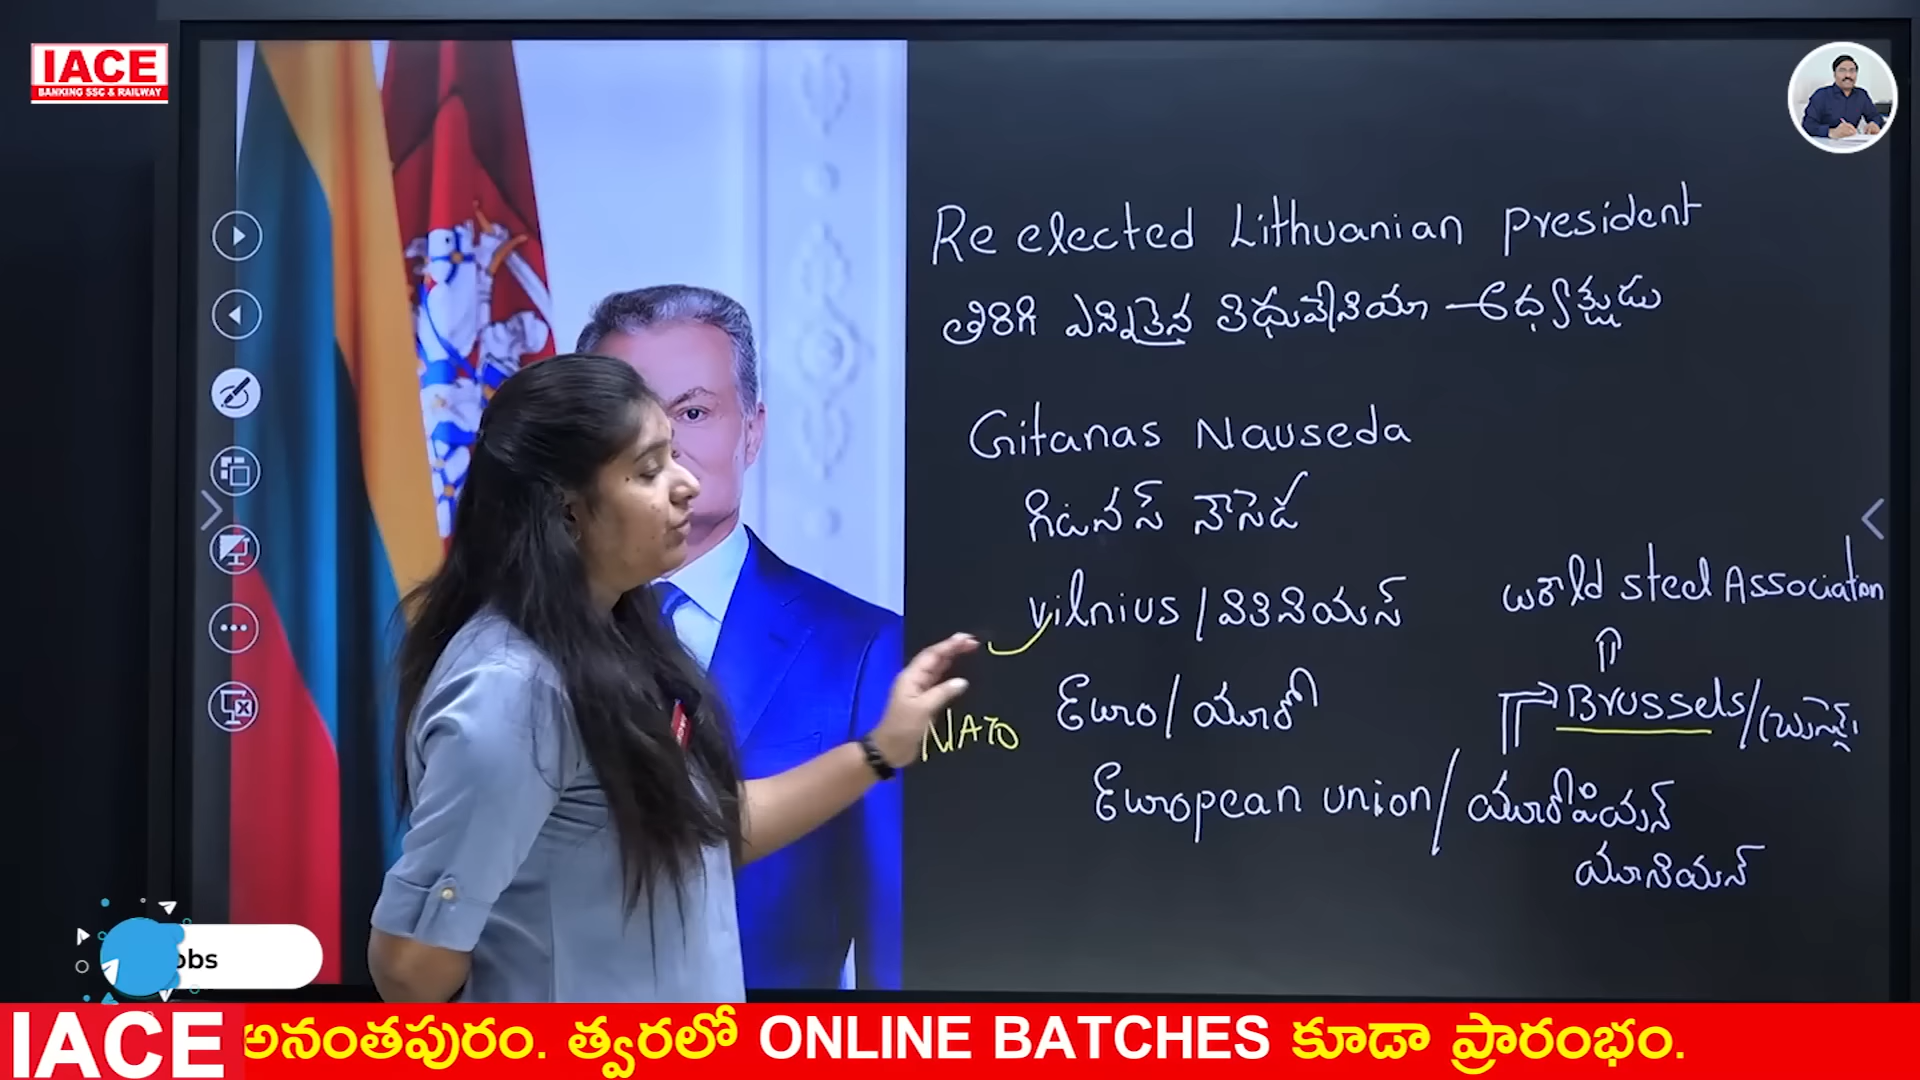 IACE
BANKING SSC & RAILWAY
Re elected Lithuanian president
తిరిగి ఎన్నికైన లిథువేనియా అధ్యక్షుడు
Gitanas Nauseda
గిటనస్ నౌసెడ
Vilnius / విలినియస్
world steel Association
⇑
NATO
Euro / యూరో
Brussels /
European union / యూరోపియన్
యూనియన్
obs
IACE అనంతపురం. త్వరలో ONLINE BATCHES కూడా ప్రారంభం.